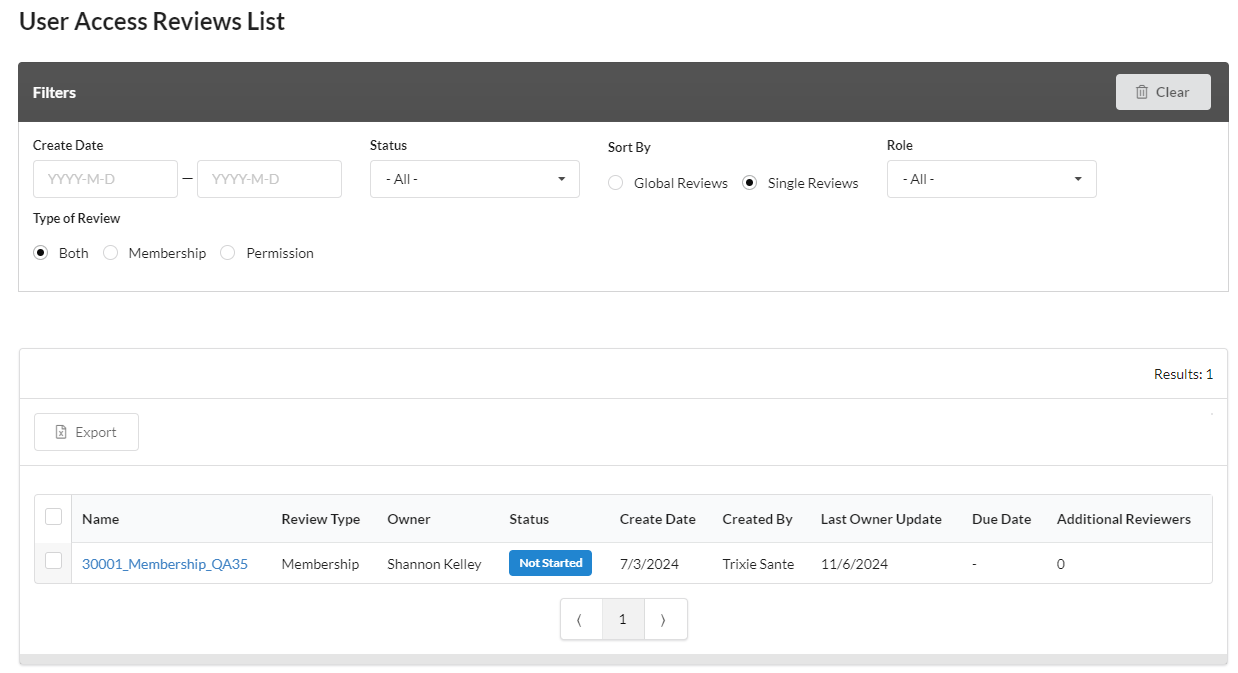 User Access Reviews List
Filters
Clear
Create Date
Status
Sort By
Role
YYYY-M-D — YYYY-M-D
- All -
Global Reviews Single Reviews
- All -
Type of Review
Both Membership Permission
Results: 1
Export
Name Review Type Owner Status Create Date Created By Last Owner Update Due Date Additional Reviewers
30001_Membership_QA35 Membership Shannon Kelley Not Started 7/3/2024 Trixie Sante 11/6/2024 - 0
⟨ 1 ⟩